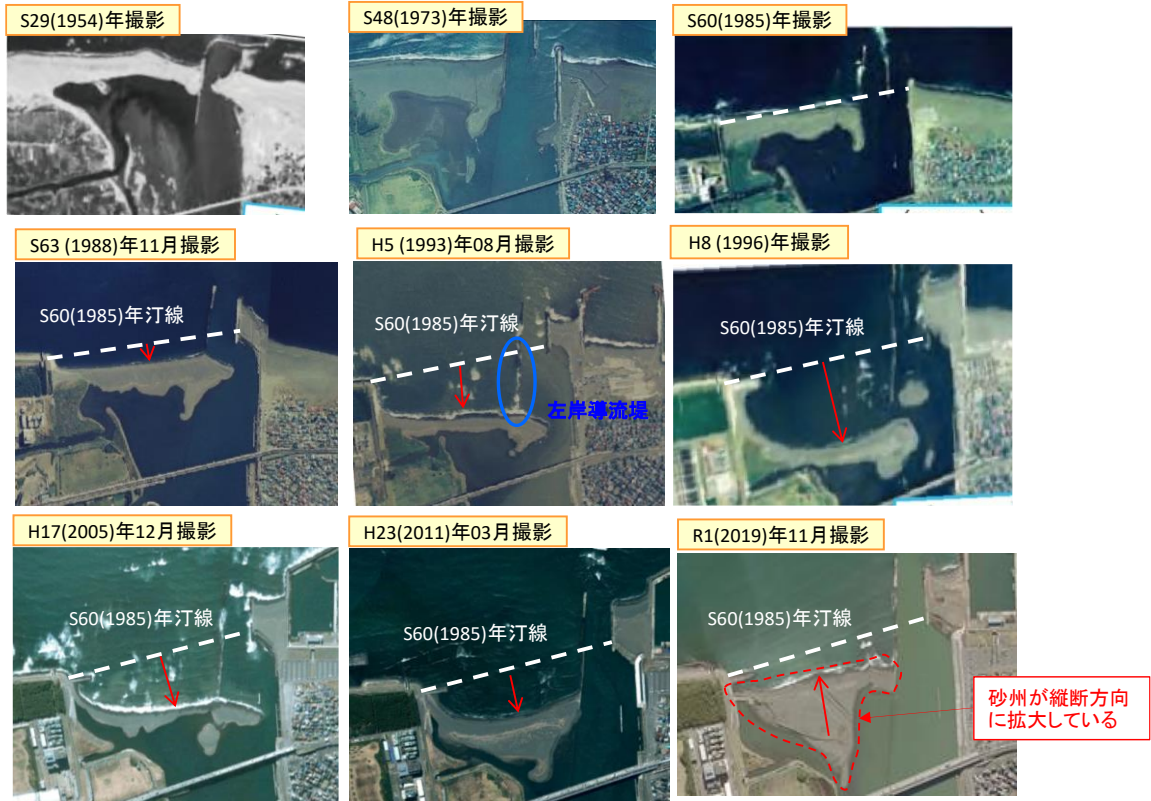 S29(1954)年撮影
S48(1973)年撮影
S60(1985)年撮影
S63 (1988)年11月撮影
S60(1985)年汀線
H5 (1993)年08月撮影
S60(1985)年汀線
左岸導流堤
H8 (1996)年撮影
S60(1985)年汀線
H17(2005)年12月撮影
S60(1985)年汀線
H23(2011)年03月撮影
S60(1985)年汀線
R1(2019)年11月撮影
S60(1985)年汀線
砂州が縦断方向
に拡大している